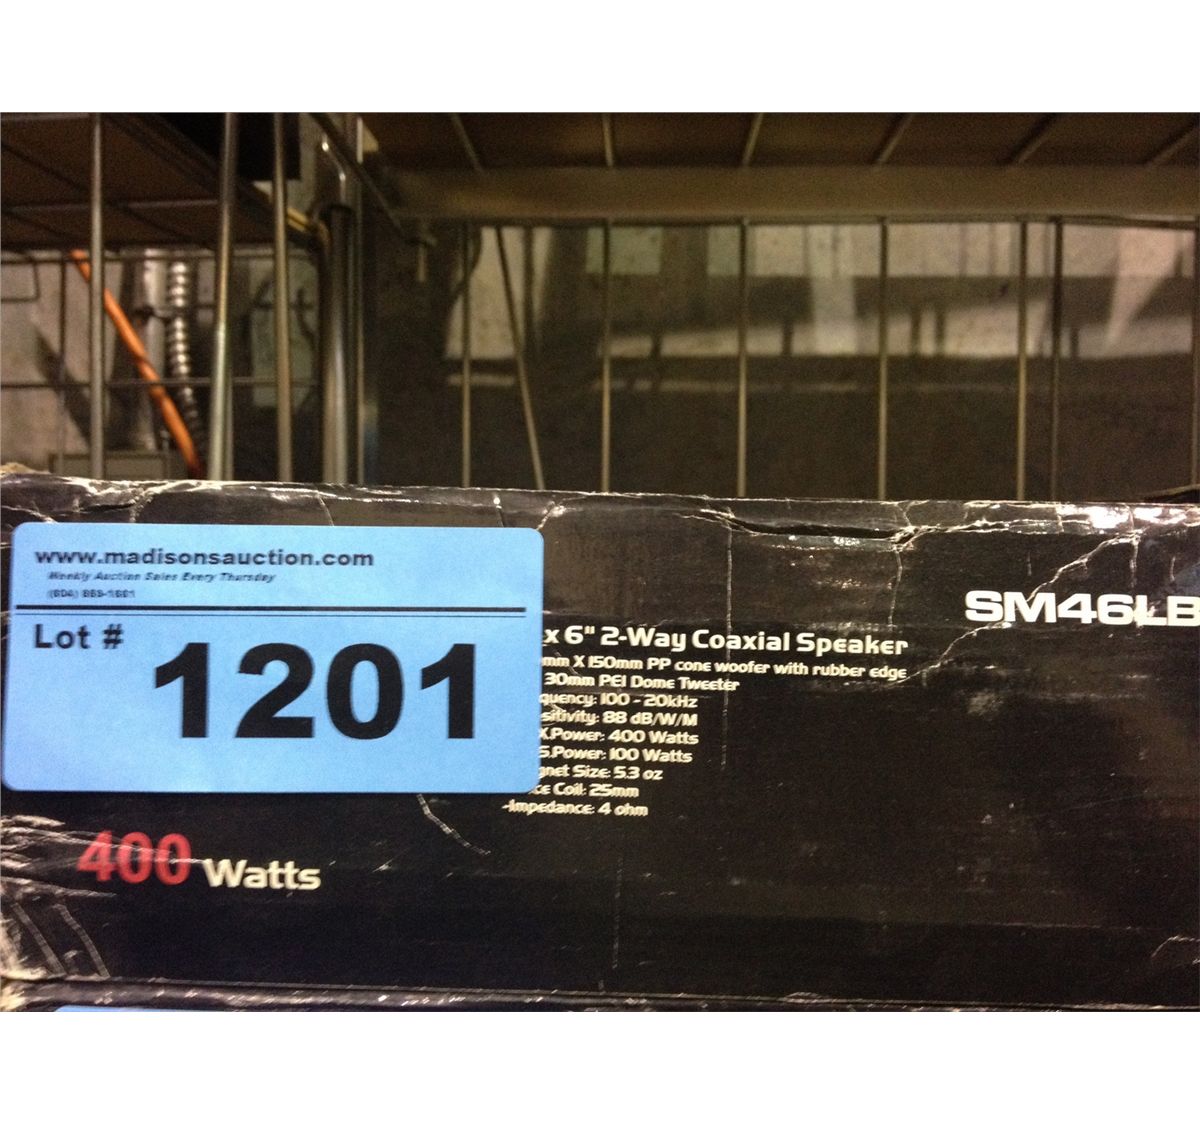 www.madisonsauction.com
Weekly Auction Sales Every Thursday
Lot #
1201
SM46LB
x 6" 2-Way Coaxial Speaker
mm X 150mm PP cone woofer with rubber edge
30mm PEI Dome Tweeter
quency: 100 - 20kHz
sitivity: 88 dB/W/M
X.Power: 400 Watts
S.Power: 100 Watts
gnet Size: 5.3 oz
ce Coil: 25mm
-Impedance: 4 ohm
400 Watts